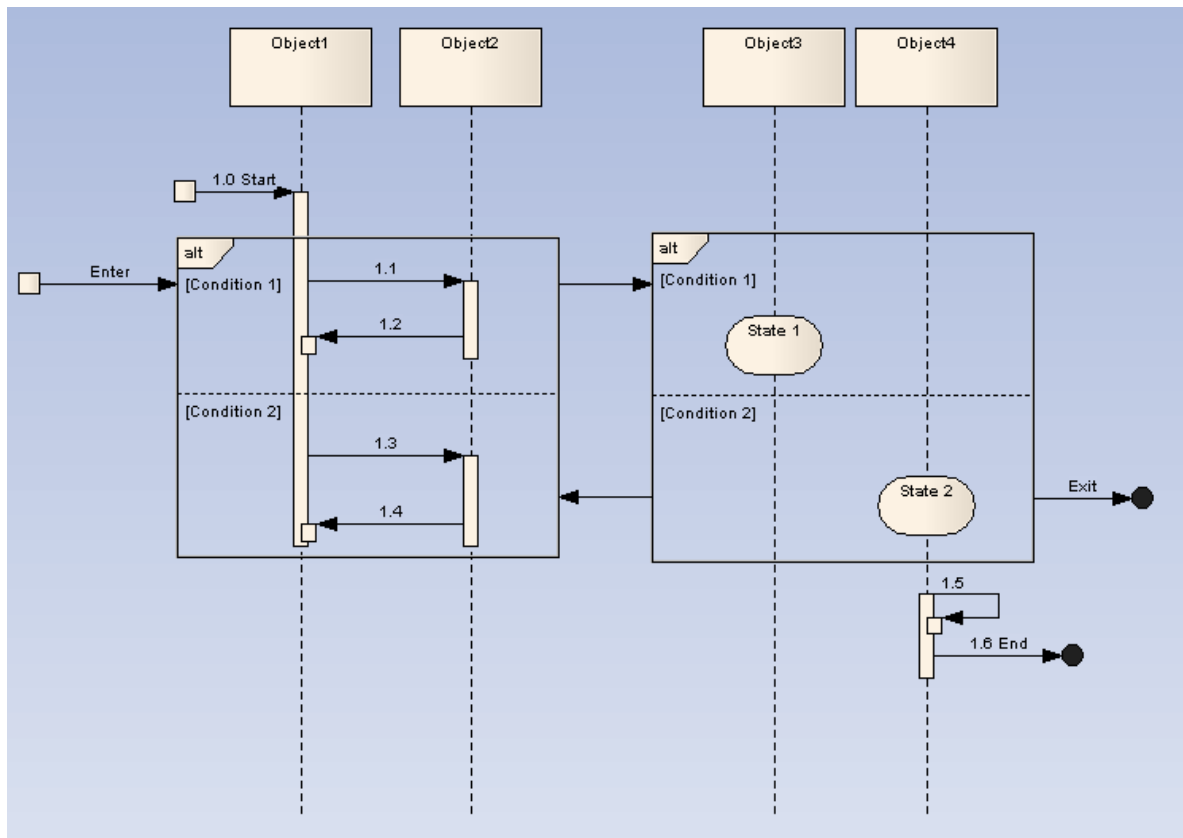 Object1
Object2
Object3
Object4
1.0 Start
alt
alt
Enter
[Condition 1]
1.1
[Condition 1]
1.2
State 1
[Condition 2]
[Condition 2]
1.3
State 2
Exit
1.4
1.5
1.6 End